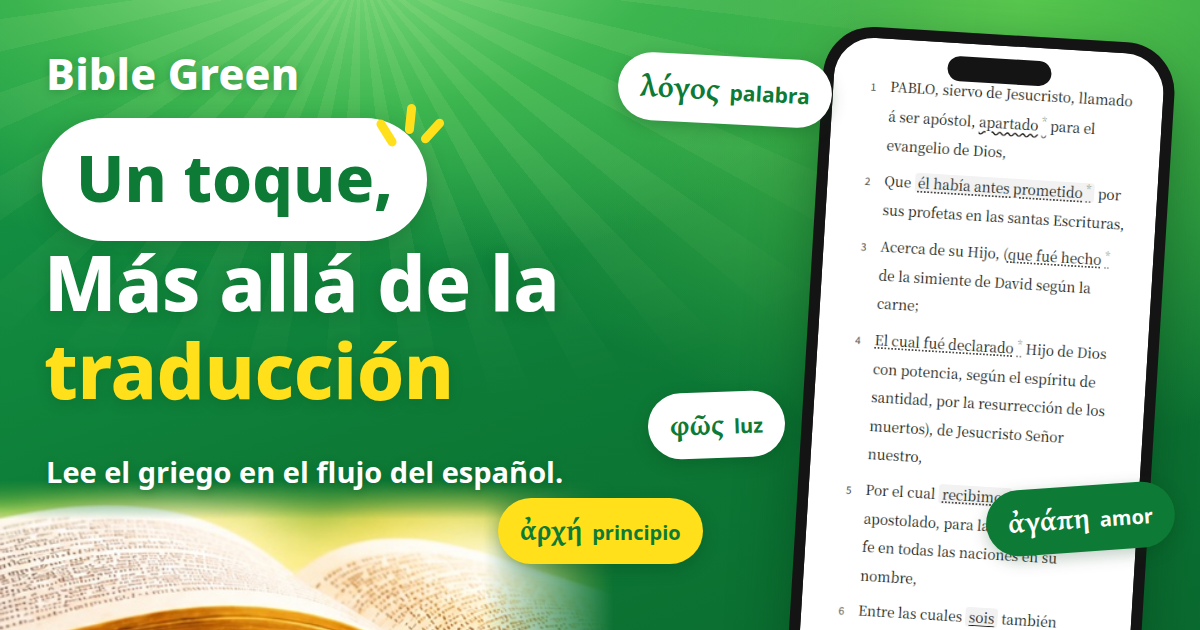 Bible Green
Un toque,
Más allá de la
traducción
Lee el griego en el flujo del español.
λόγος palabra
φῶς luz
ἀρχή principio
ἀγάπη amor
1 PABLO, siervo de Jesucristo, llamado
á ser apóstol, apartado * para el
evangelio de Dios,
2 Que él había antes prometido * por
sus profetas en las santas Escrituras,
3 Acerca de su Hijo, (que fué hecho *
de la simiente de David según la
carne;
4 El cual fué declarado * Hijo de Dios
con potencia, según el espíritu de
santidad, por la resurrección de los
muertos), de Jesucristo Señor
nuestro,
5 Por el cual
apostolado, para
fe en todas las naciones en su
nombre,
6 Entre las cuales sois también